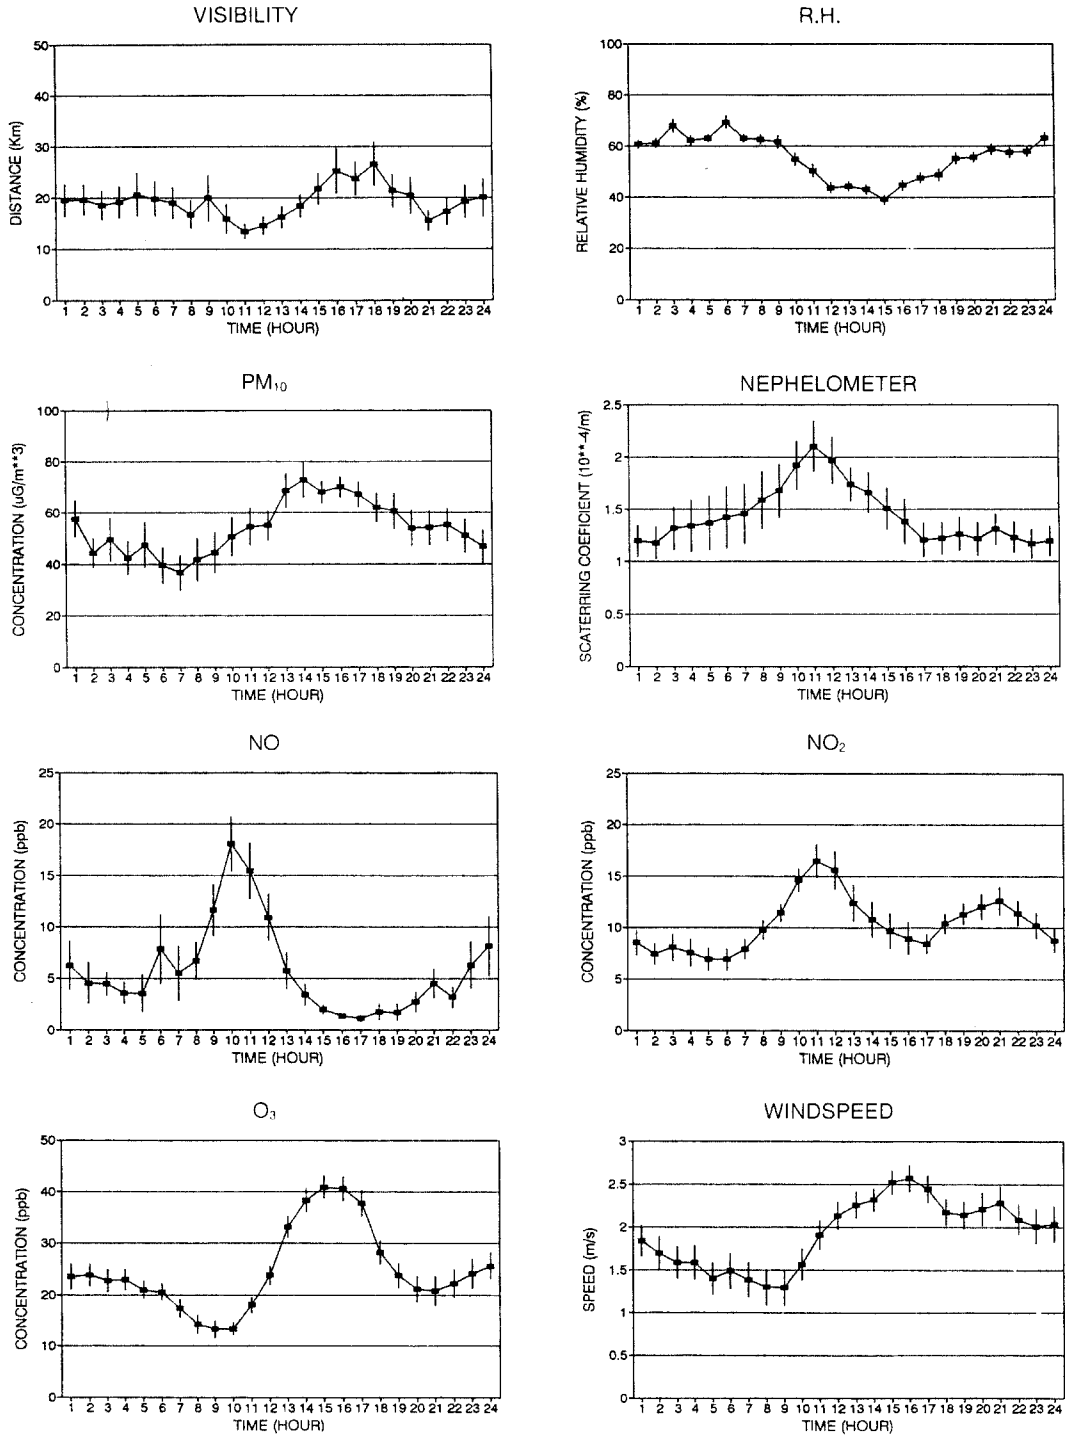 VISIBILITY
50
40
30
20
10
0
DISTANCE (Km)
1 2 3 4 5 6 7 8 9 10 11 12 13 14 15 16 17 18 19 20 21 22 23 24
TIME (HOUR)
R.H.
100
80
60
40
20
0
RELATIVE HUMIDITY (%)
1 2 3 4 5 6 7 8 9 10 11 12 13 14 15 16 17 18 19 20 21 22 23 24
TIME (HOUR)
PM₁₀
100
80
60
40
20
0
CONCENTRATION (uG/m**3)
1 2 3 4 5 6 7 8 9 10 11 12 13 14 15 16 17 18 19 20 21 22 23 24
TIME (HOUR)
NEPHELOMETER
2.5
2
1.5
1
0.5
0
SCATERRING COEFICIENT (10**-4/m)
1 2 3 4 5 6 7 8 9 10 11 12 13 14 15 16 17 18 19 20 21 22 23 24
TIME (HOUR)
NO
25
20
15
10
5
0
CONCENTRATION (ppb)
1 2 3 4 5 6 7 8 9 10 11 12 13 14 15 16 17 18 19 20 21 22 23 24
TIME (HOUR)
NO₂
25
20
15
10
5
0
CONCENTRATION (ppb)
1 2 3 4 5 6 7 8 9 10 11 12 13 14 15 16 17 18 19 20 21 22 23 24
TIME (HOUR)
O₃
50
40
30
20
10
0
CONCENTRATION (ppb)
1 2 3 4 5 6 7 8 9 10 11 12 13 14 15 16 17 18 19 20 21 22 23 24
TIME (HOUR)
WINDSPEED
3
2.5
2
1.5
1
0.5
0
SPEED (m/s)
1 2 3 4 5 6 7 8 9 10 11 12 13 14 15 16 17 18 19 20 21 22 23 24
TIME (HOUR)